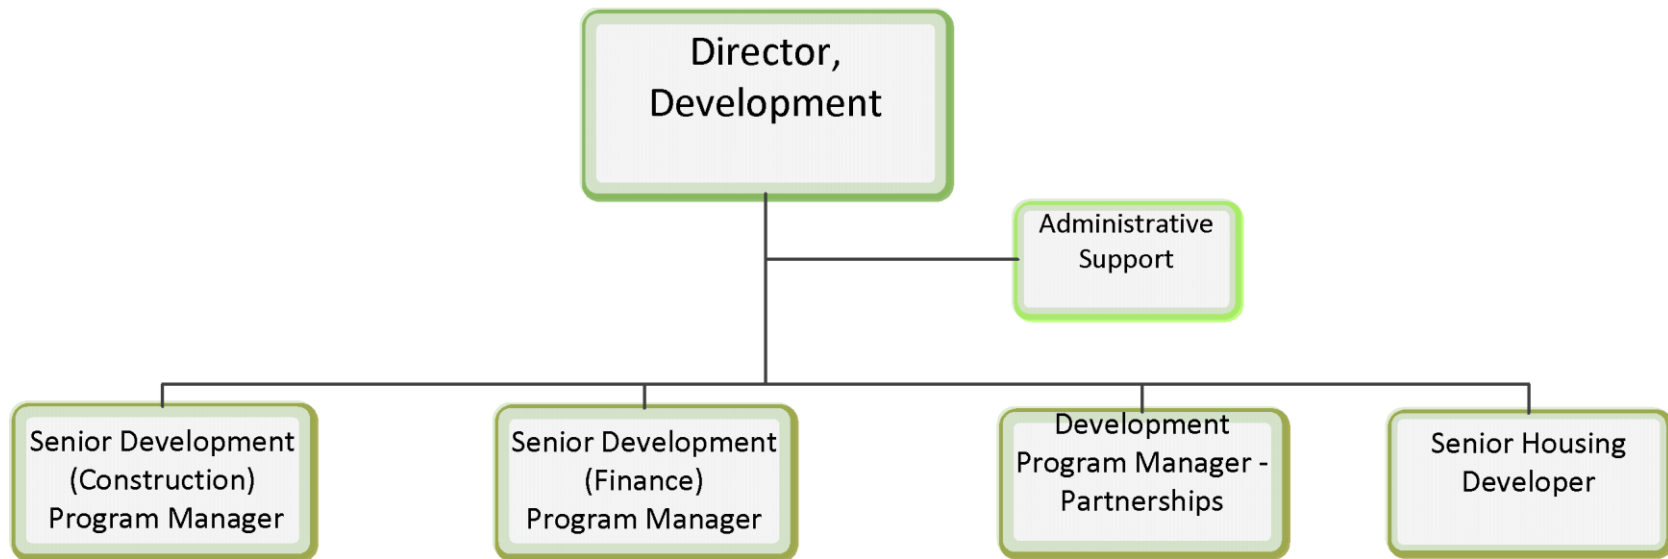 Director,
Development
Administrative
Support
Senior Development
(Construction)
Program Manager
Senior Development
(Finance)
Program Manager
Development
Program Manager -
Partnerships
Senior Housing
Developer